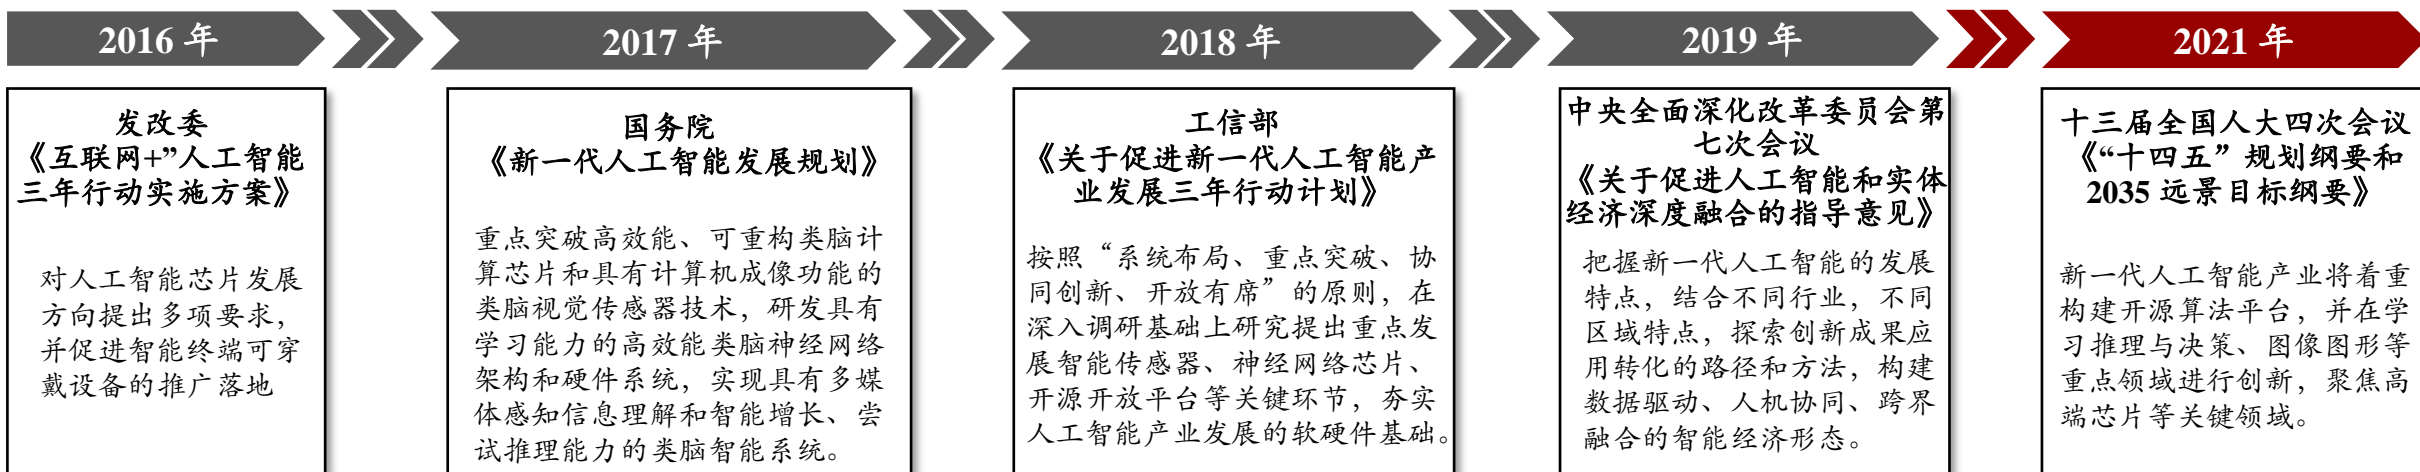 2016 年
发改委
《互联网+”人工智能
三年行动实施方案》
对人工智能芯片发展
方向提出多项要求，
并促进智能终端可穿
戴设备的推广落地
2017 年
国务院
《新一代人工智能发展规划》
重点突破高效能、可重构类脑计
算芯片和具有计算机成像功能的
类脑视觉传感器技术，研发具有
学习能力的高效能类脑神经网络
架构和硬件系统，实现具有多媒
体感知信息理解和智能增长、尝
试推理能力的类脑智能系统。
2018 年
工信部
《关于促进新一代人工智能产
业发展三年行动计划》
按照“系统布局、重点突破、协
同创新、开放有席”的原则，在
深入调研基础上研究提出重点发
展智能传感器、神经网络芯片、
开源开放平台等关键环节，夯实
人工智能产业发展的软硬件基础。
2019 年
中央全面深化改革委员会第
七次会议
《关于促进人工智能和实体
经济深度融合的指导意见》
把握新一代人工智能的发展
特点，结合不同行业，不同
区域特点，探索创新成果应
用转化的路径和方法，构建
数据驱动、人机协同、跨界
融合的智能经济形态。
2021 年
十三届全国人大四次会议
《“十四五”规划纲要和
2035 远景目标纲要》
新一代人工智能产业将着重
构建开源算法平台，并在学
习推理与决策、图像图形等
重点领域进行创新，聚焦高
端芯片等关键领域。